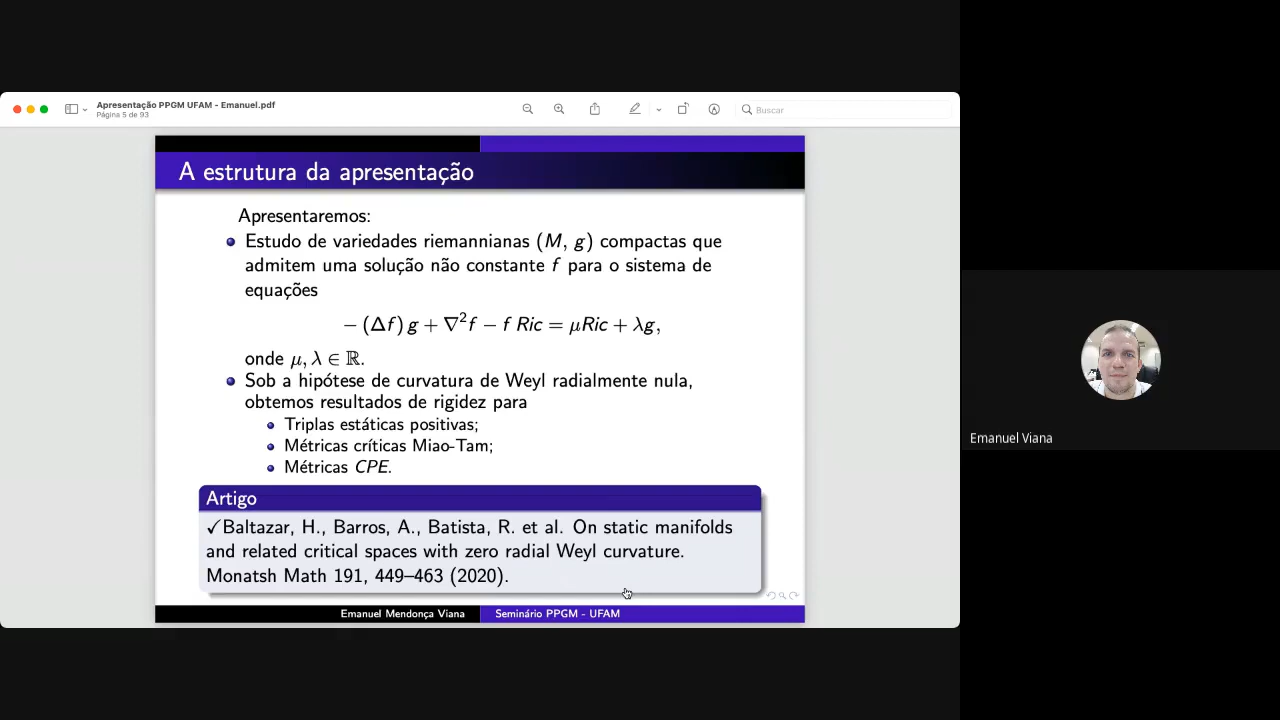 Apresentação PPGM UFAM - Emanuel.pdf
Página 5 de 93
Buscar
A estrutura da apresentação
Apresentaremos:
Estudo de variedades riemannianas (M, g) compactas que
admitem uma solução não constante f para o sistema de
equações
− (Δf) g + ∇²f − f Ric = μRic + λg,
onde μ, λ ∈ ℝ.
Sob a hipótese de curvatura de Weyl radialmente nula,
obtemos resultados de rigidez para
Triplas estáticas positivas;
Métricas críticas Miao-Tam;
Métricas CPE.
Artigo
✓Baltazar, H., Barros, A., Batista, R. et al. On static manifolds
and related critical spaces with zero radial Weyl curvature.
Monatsh Math 191, 449–463 (2020).
Emanuel Mendonça Viana Seminário PPGM - UFAM
Emanuel Viana